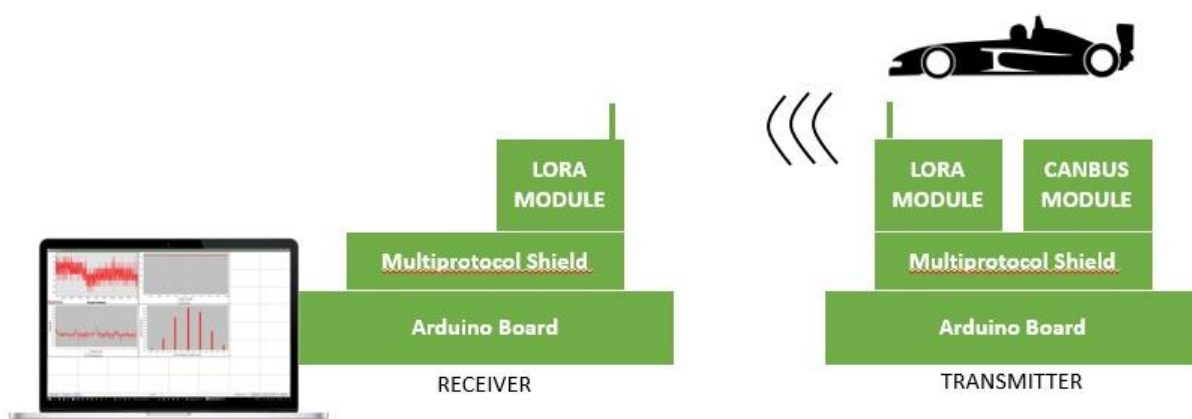 LORA
MODULE
Multiprotocol Shield
Arduino Board
RECEIVER
LORA
MODULE
CANBUS
MODULE
Multiprotocol Shield
Arduino Board
TRANSMITTER